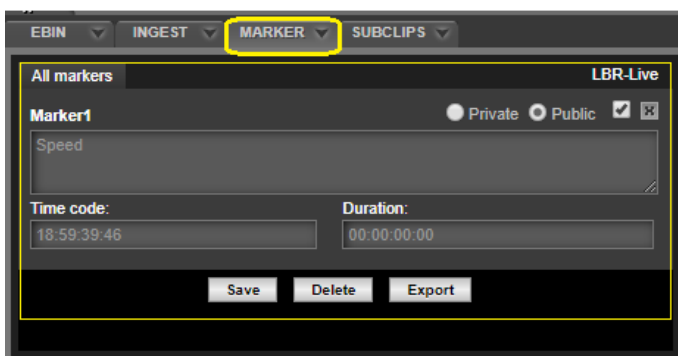 EBIN INGEST MARKER SUBCLIPS
All markers LBR-Live
Marker1 Private Public
Speed
Time code: Duration:
18:59:39:46 00:00:00:00
Save Delete Export